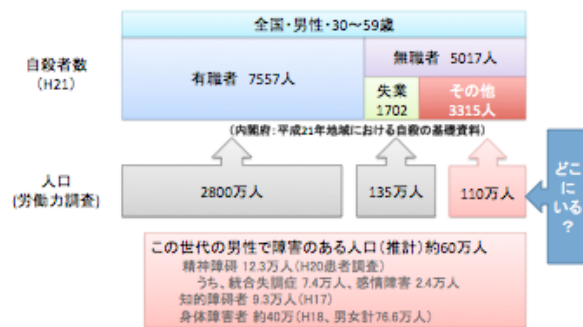 全国・男性・30～59歳
自殺者数
(H21)
有職者 7557人
無職者 5017人
失業
1702
その他
3315人
(内閣府:平成21年地域における自殺の基礎資料)
人口
(労働力調査)
2800万人
135万人
110万人
どこにいる?
この世代の男性で障害のある人口(推計)約60万人
精神障碍 12.3万人(H20患者調査)
うち、統合失調症 7.4万人、感情障害 2.4万人
知的障碍者 9.3万人(H17)
身体障害者 約40万(H18、男女計76.6万人)